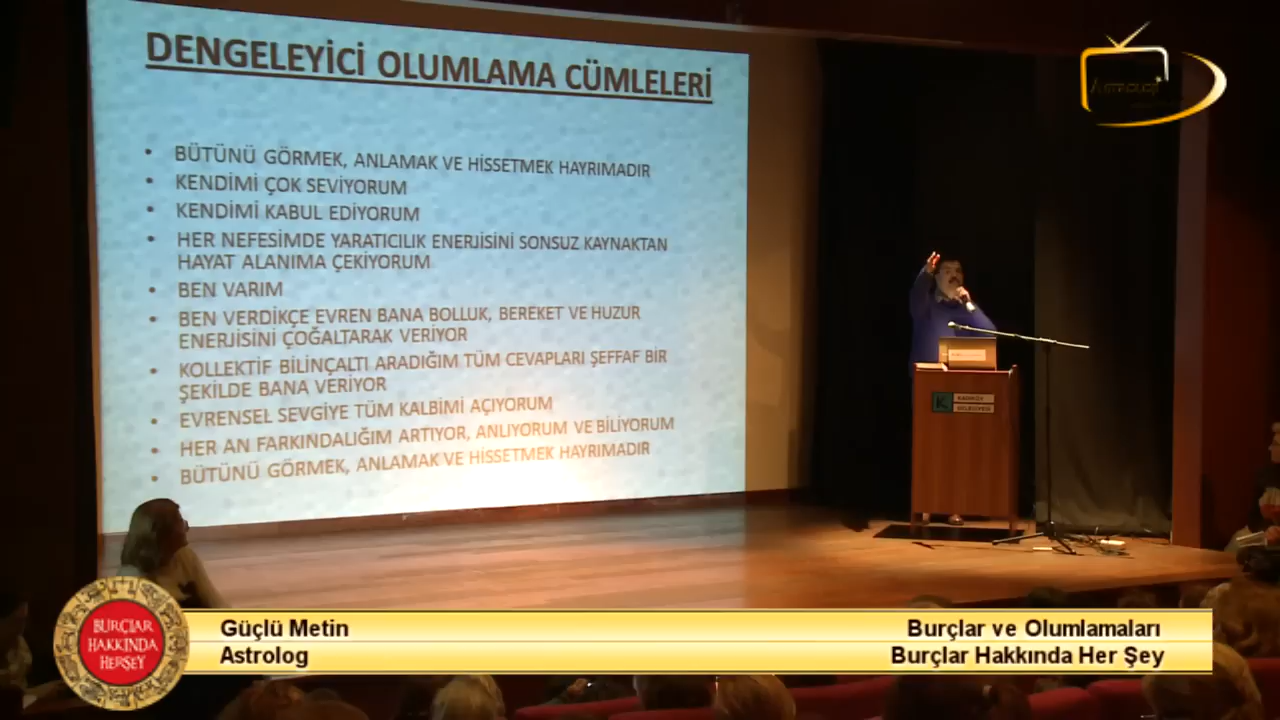 DENGELEYİCİ OLUMLAMA CÜMLELERİ
• BÜTÜNÜ GÖRMEK, ANLAMAK VE HİSSETMEK HAYRIMADIR
• KENDİMİ ÇOK SEVİYORUM
• KENDİMİ KABUL EDİYORUM
• HER NEFESİMDE YARATICILIK ENERJİSİNİ SONSUZ KAYNAKTAN
HAYAT ALANIMA ÇEKİYORUM
• BEN VARIM
• BEN VERDİKÇE EVREN BANA BOLLUK, BEREKET VE HUZUR
ENERJİSİNİ ÇOĞALTARAK VERİYOR
• KOLLEKTİF BİLİNÇALTI ARADIĞIM TÜM CEVAPLARI ŞEFFAF BİR
ŞEKİLDE BANA VERİYOR
• EVRENSEL SEVGİYE TÜM KALBİMİ AÇIYORUM
• HER AN FARKINDALIĞIM ARTIYOR, ANLIYORUM VE BİLİYORUM
• BÜTÜNÜ GÖRMEK, ANLAMAK VE HİSSETMEK HAYRIMADIR
ASTROLOJİ
K.
KADIKÖY
BELEDİYESİ
BURÇLAR
HAKKINDA
HERŞEY
Güçlü Metin
Astrolog
Burçlar ve Olumlamaları
Burçlar Hakkında Her Şey